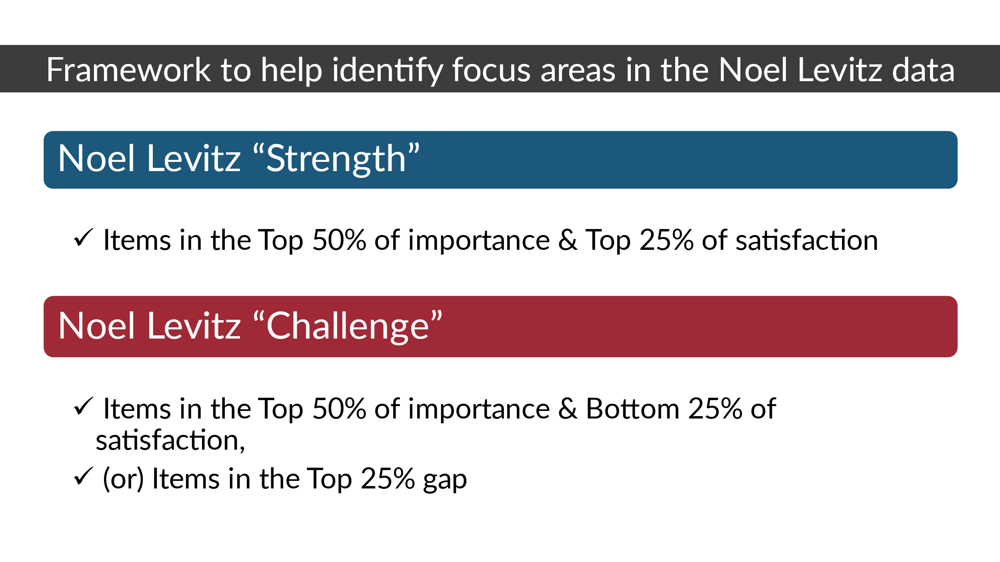 Framework to help identify focus areas in the Noel Levitz data
Noel Levitz “Strength”
✓ Items in the Top 50% of importance & Top 25% of satisfaction
Noel Levitz “Challenge”
✓ Items in the Top 50% of importance & Bottom 25% of
satisfaction,
✓ (or) Items in the Top 25% gap